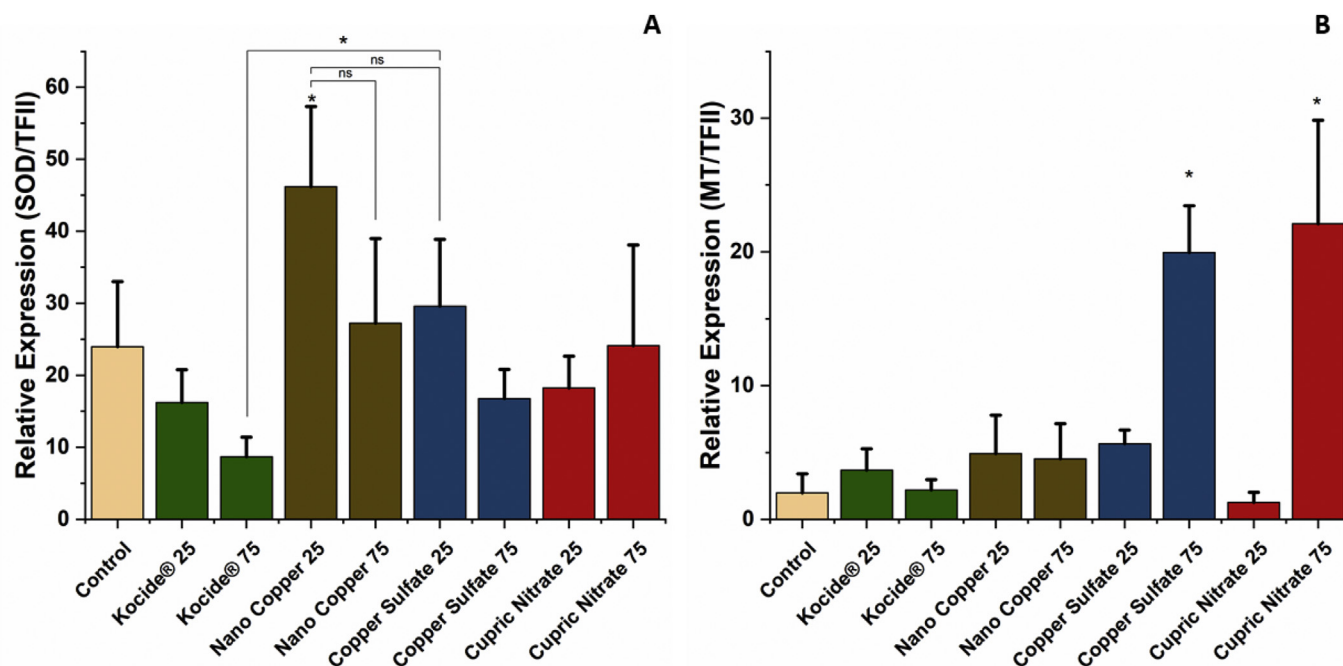 A
*
ns
ns
*
Relative Expression (SOD/TFII)
60
50
40
30
20
10
0
Control
Kocide® 25
Kocide® 75
Nano Copper 25
Nano Copper 75
Copper Sulfate 25
Copper Sulfate 75
Cupric Nitrate 25
Cupric Nitrate 75
B
*
*
Relative Expression (MT/TFII)
30
20
10
0
Control
Kocide® 25
Kocide® 75
Nano Copper 25
Nano Copper 75
Copper Sulfate 25
Copper Sulfate 75
Cupric Nitrate 25
Cupric Nitrate 75